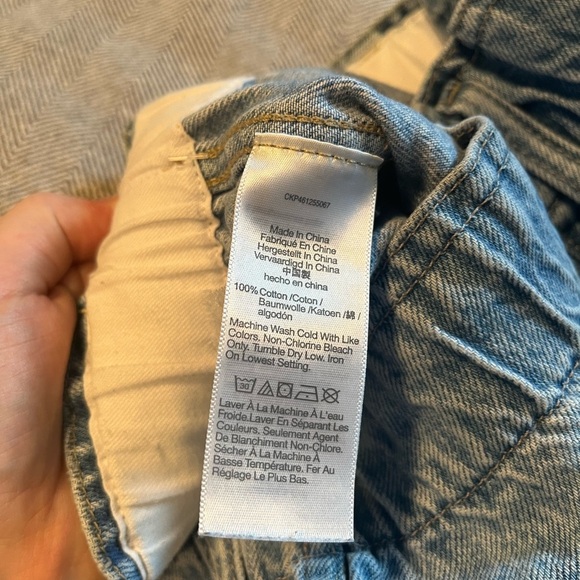 CKP461255067
Made In China
Fabriqué En Chine
Hergestellt In China
Vervaardigd In China
中国製
hecho en china
100% Cotton /Coton /
Baumwolle /Katoen /綿 /
algodón
Machine Wash Cold With Like
Colors. Non-Chlorine Bleach
Only. Tumble Dry Low. Iron
On Lowest Setting.
30
Laver À La Machine À L'eau
Froide.Laver En Séparant Les
Couleurs. Seulement Agent
De Blanchiment Non-Chlore.
Sécher À La Machine À
Basse Température. Fer Au
Réglage Le Plus Bas.